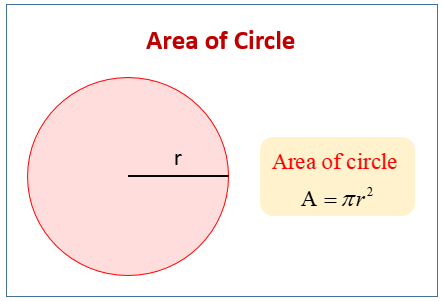 Area of Circle
r
Area of circle
A = πr²